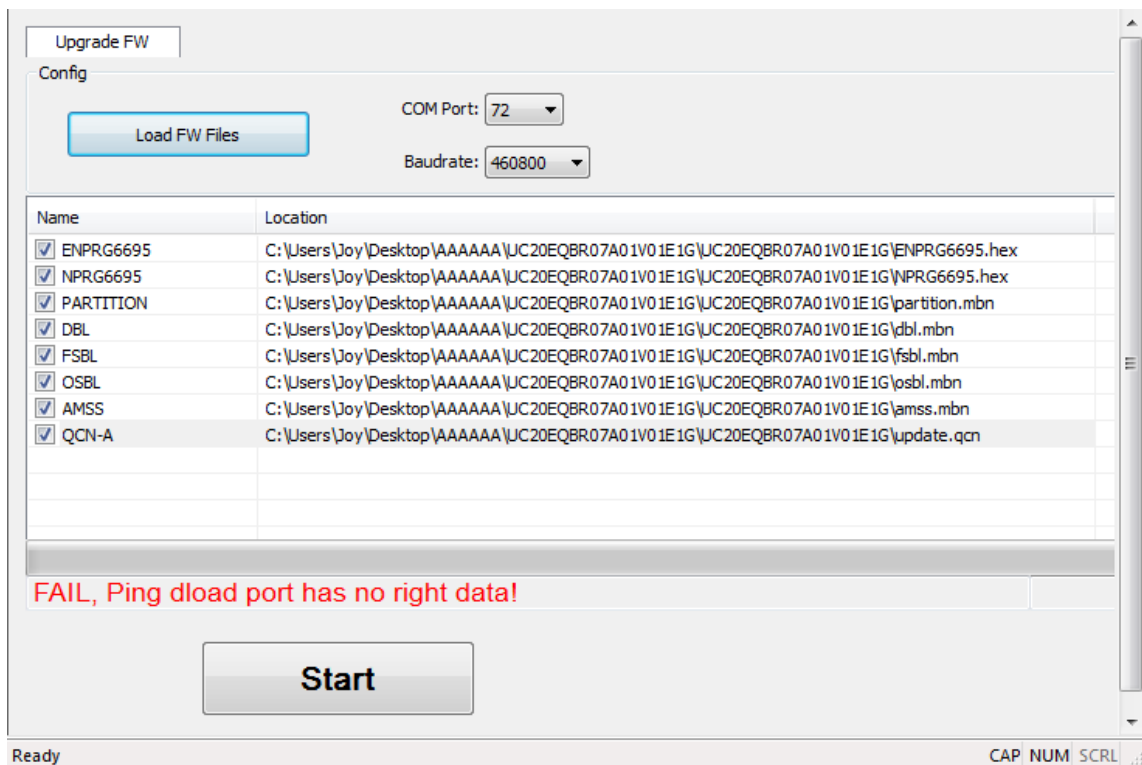 Upgrade FW
Config
Load FW Files
COM Port: 72
Baudrate: 460800
Name Location
ENPRG6695 C:\Users\Joy\Desktop\AAAAAA\UC20EQBR07A01V01E1G\UC20EQBR07A01V01E1G\ENPRG6695.hex
NPRG6695 C:\Users\Joy\Desktop\AAAAAA\UC20EQBR07A01V01E1G\UC20EQBR07A01V01E1G\NPRG6695.hex
PARTITION C:\Users\Joy\Desktop\AAAAAA\UC20EQBR07A01V01E1G\UC20EQBR07A01V01E1G\partition.mbn
DBL C:\Users\Joy\Desktop\AAAAAA\UC20EQBR07A01V01E1G\UC20EQBR07A01V01E1G\dbl.mbn
FSBL C:\Users\Joy\Desktop\AAAAAA\UC20EQBR07A01V01E1G\UC20EQBR07A01V01E1G\fsbl.mbn
OSBL C:\Users\Joy\Desktop\AAAAAA\UC20EQBR07A01V01E1G\UC20EQBR07A01V01E1G\osbl.mbn
AMSS C:\Users\Joy\Desktop\AAAAAA\UC20EQBR07A01V01E1G\UC20EQBR07A01V01E1G\amss.mbn
QCN-A C:\Users\Joy\Desktop\AAAAAA\UC20EQBR07A01V01E1G\UC20EQBR07A01V01E1G\update.qcn
FAIL, Ping dload port has no right data!
Start
Ready CAP NUM SCRL